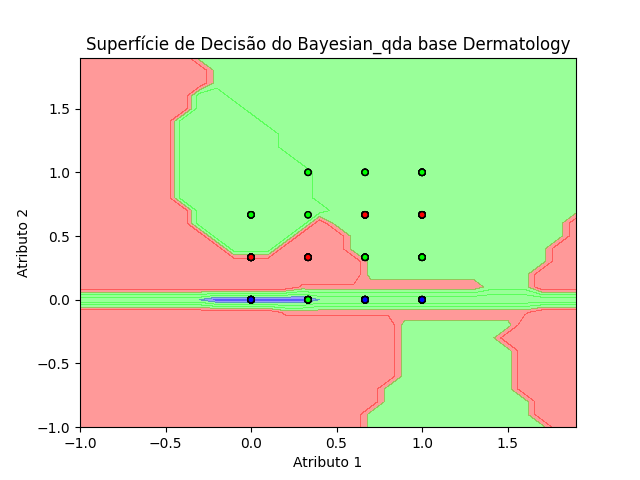 Superfície de Decisão do Bayesian_qda base Dermatology
Atributo 2
1.5
1.0
0.5
0.0
−0.5
−1.0
−1.0 −0.5 0.0 0.5 1.0 1.5
Atributo 1